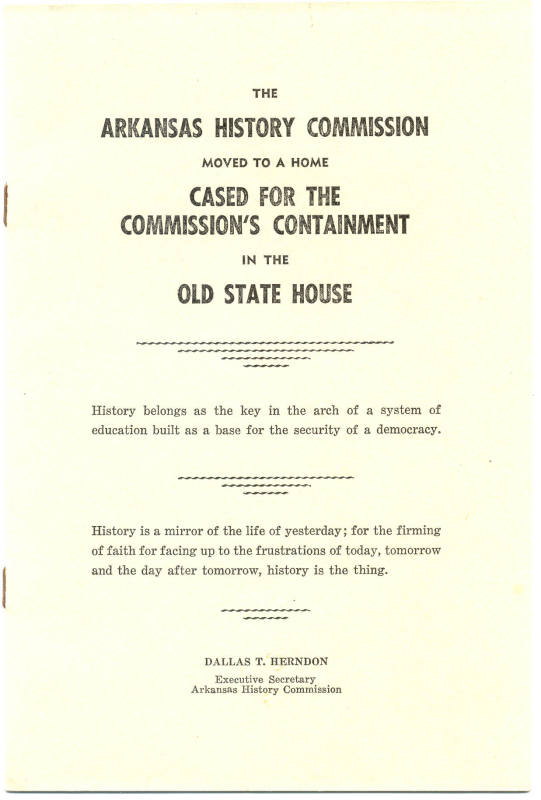 THE
ARKANSAS HISTORY COMMISSION
MOVED TO A HOME
CASED FOR THE
COMMISSION'S CONTAINMENT
IN THE
OLD STATE HOUSE
History belongs as the key in the arch of a system of
education built as a base for the security of a democracy.
History is a mirror of the life of yesterday; for the firming
of faith for facing up to the frustrations of today, tomorrow
and the day after tomorrow, history is the thing.
DALLAS T. HERNDON
Executive Secretary
Arkansas History Commission